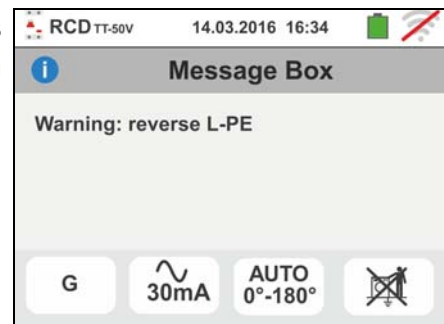 RCD TT-50V 14.03.2016 16:34
i Message Box
Warning: reverse L-PE
G 30mA AUTO
0°-180°